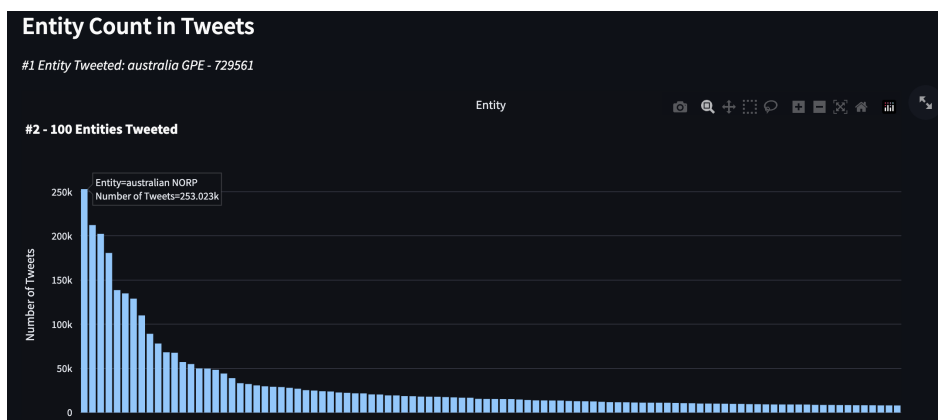 Entity Count in Tweets
#1 Entity Tweeted: australia GPE - 729561
Entity
#2 - 100 Entities Tweeted
Entity=australian NORP
Number of Tweets=253.023k
250k
200k
150k
100k
50k
0
Number of Tweets